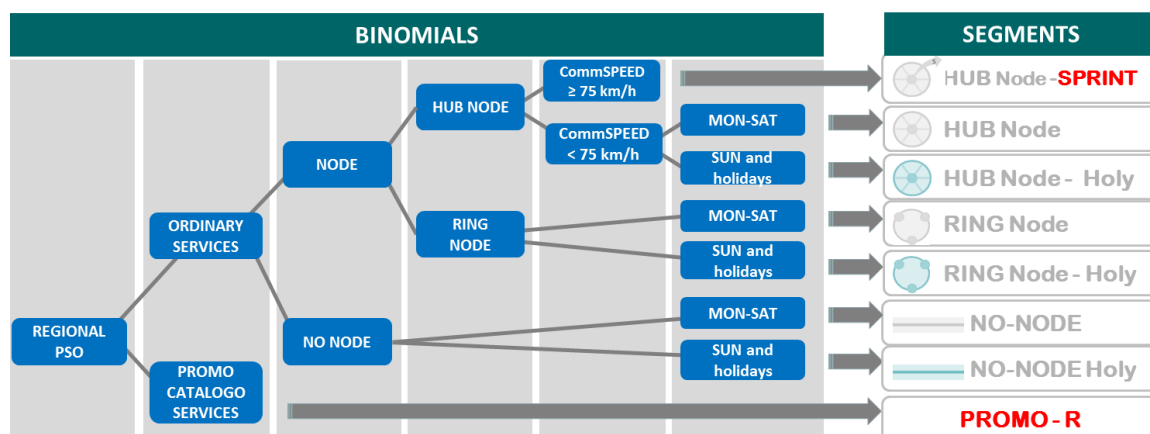 BINOMIALS
SEGMENTS
CommSPEED
≥ 75 km/h
HUB Node -SPRINT
HUB NODE
MON-SAT
HUB Node
CommSPEED
< 75 km/h
NODE
SUN and
holidays
HUB Node - Holy
ORDINARY
SERVICES
RING
NODE
MON-SAT
RING Node
SUN and
holidays
RING Node - Holy
REGIONAL
PSO
NO NODE
MON-SAT
NO-NODE
SUN and
holidays
NO-NODE Holy
PROMO
CATALOGO
SERVICES
PROMO - R